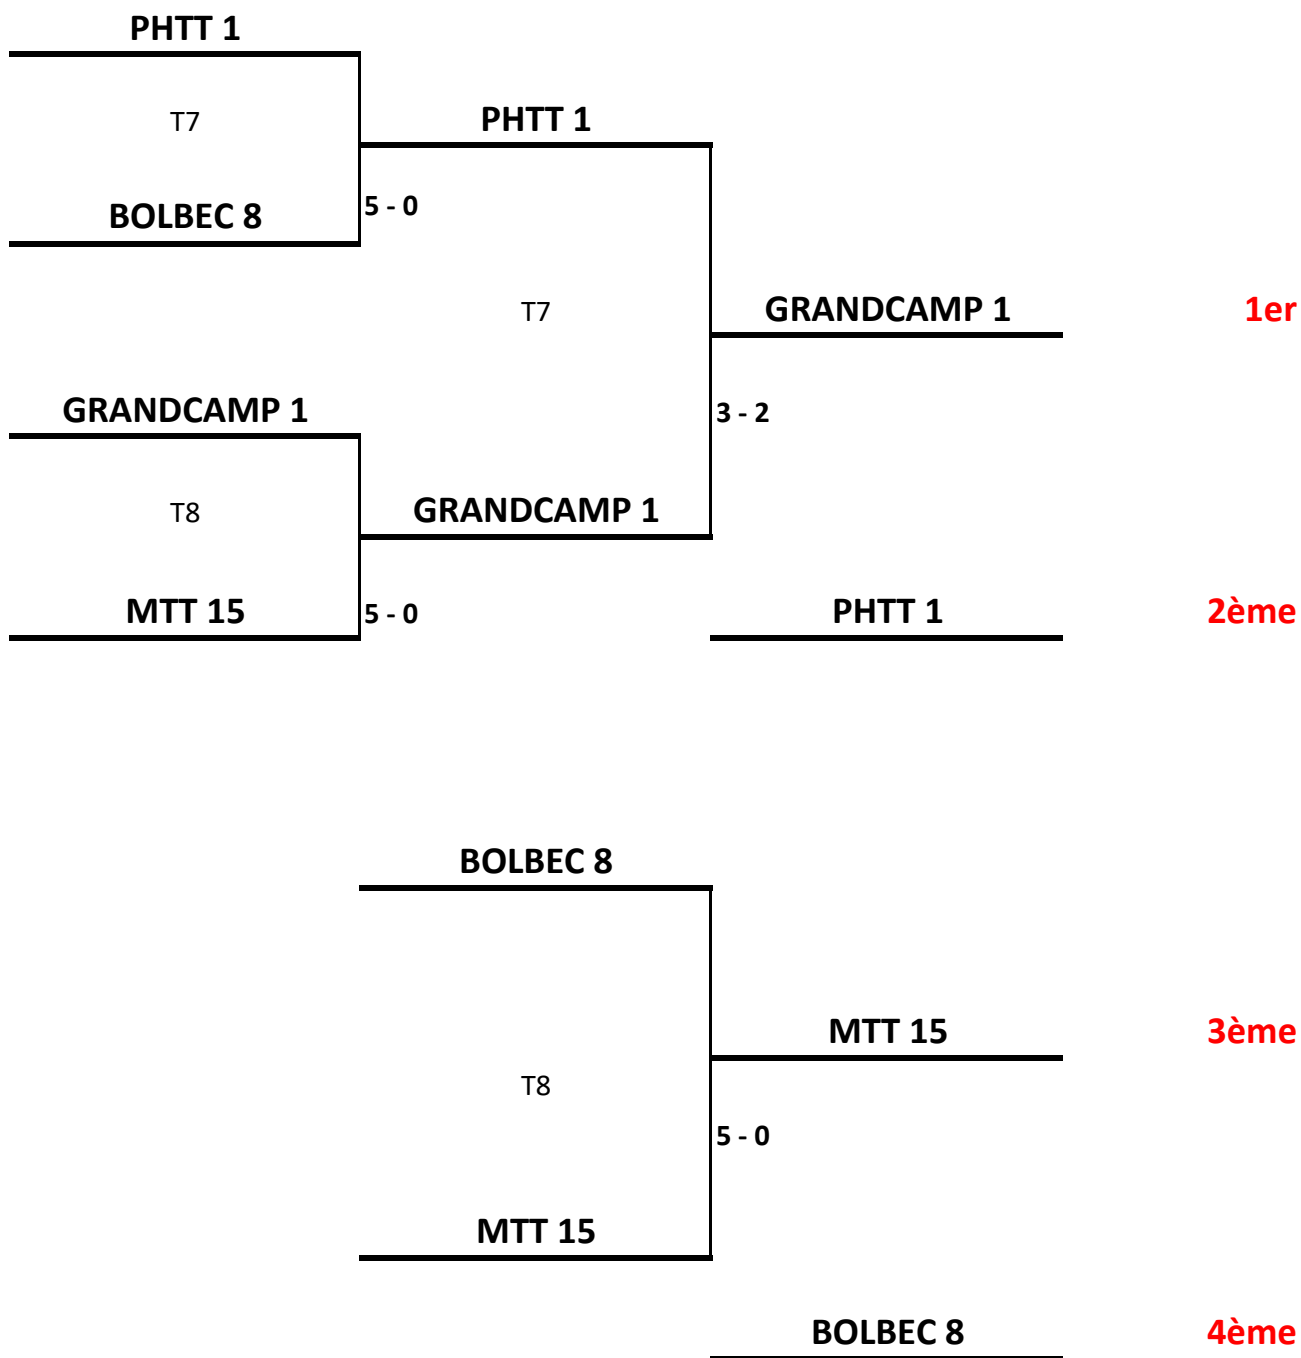 PHTT 1
T7
PHTT 1
BOLBEC 8
5 - 0
T7
GRANDCAMP 1
1er
GRANDCAMP 1
3 - 2
T8
GRANDCAMP 1
MTT 15
5 - 0
PHTT 1
2ème
BOLBEC 8
MTT 15
3ème
T8
5 - 0
MTT 15
BOLBEC 8
4ème